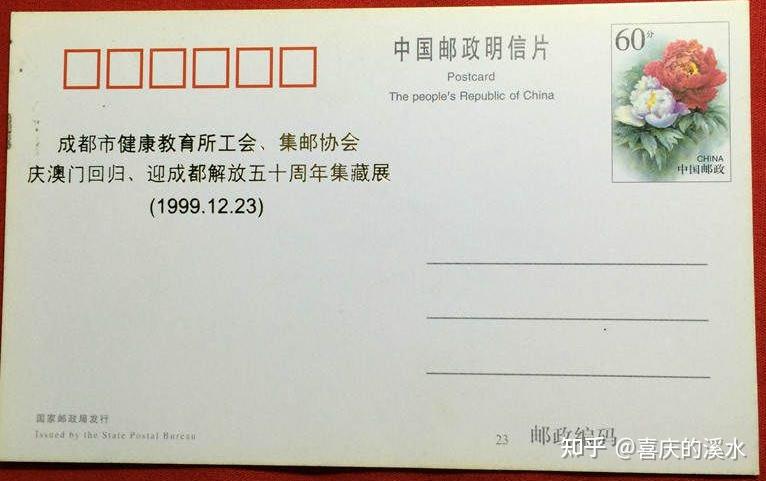 中国邮政明信片
Postcard
The people's Republic of China
60分
CHINA
中国邮政
成都市健康教育所工会、集邮协会
庆澳门回归、迎成都解放五十周年集藏展
(1999.12.23)
国家邮政局发行
Issued by the State Postal Bureau
23 邮政编码
知乎 @喜庆的溪水